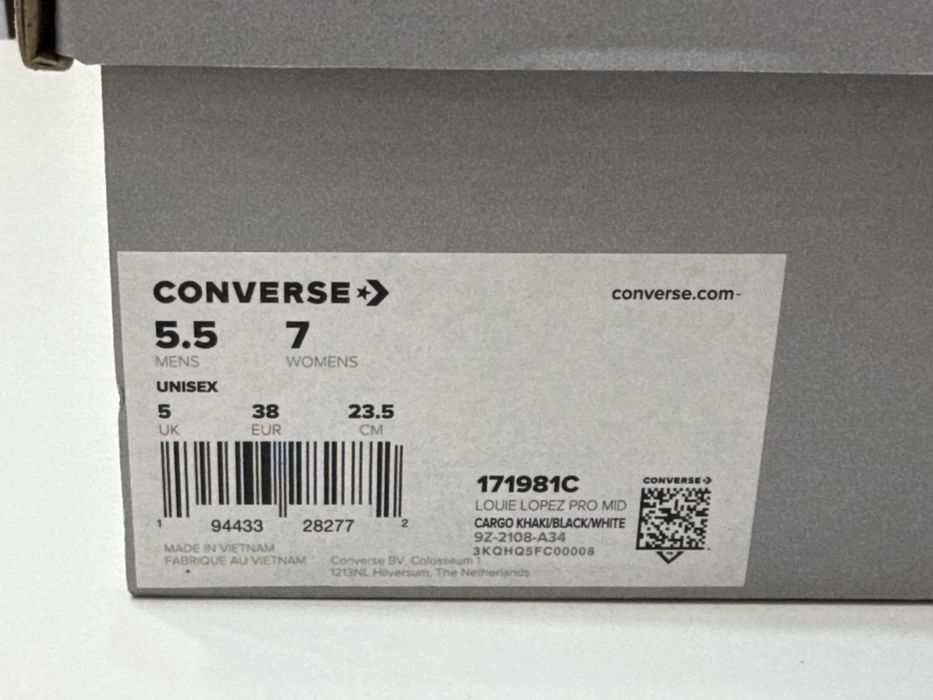 CONVERSE
converse.com
5.5 7
MENS WOMENS
UNISEX
5 38 23.5
UK EUR CM
1 94433 28277 2
171981C
LOUIE LOPEZ PRO MID
CARGO KHAKI/BLACK/WHITE
9Z-2108-A34
3KQHQ5FC00008
CONVERSE
MADE IN VIETNAM
FABRIQUE AU VIETNAM
Converse BV, Colosseum 1
1213NL Hilversum, The Netherlands